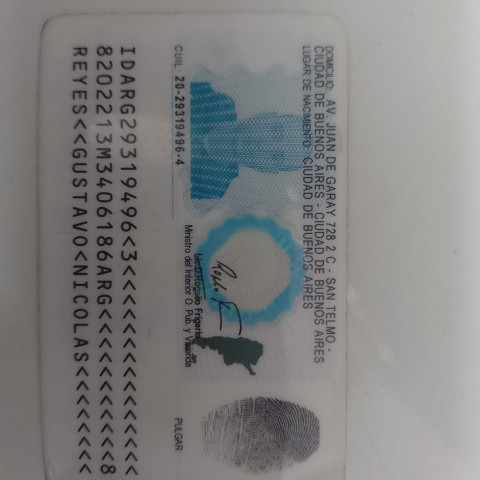 DOMICILIO: AV. JUAN DE GARAY 728 2 C - SAN TELMO -
CIUDAD DE BUENOS AIRES - CIUDAD DE BUENOS AIRES
LUGAR DE NACIMIENTO: CIUDAD DE BUENOS AIRES
CUIL: 20-29319496-4
Lic. Rogelio Frigerio
Ministro del Interior O. Pub. y Vivienda
PULGAR
IDARG29319496<3<<<<<<<<<<<<<<<
8202213M3406186ARG<<<<<<<<<<<8
REYES<<GUSTAVO<NICOLAS<<<<<<<<